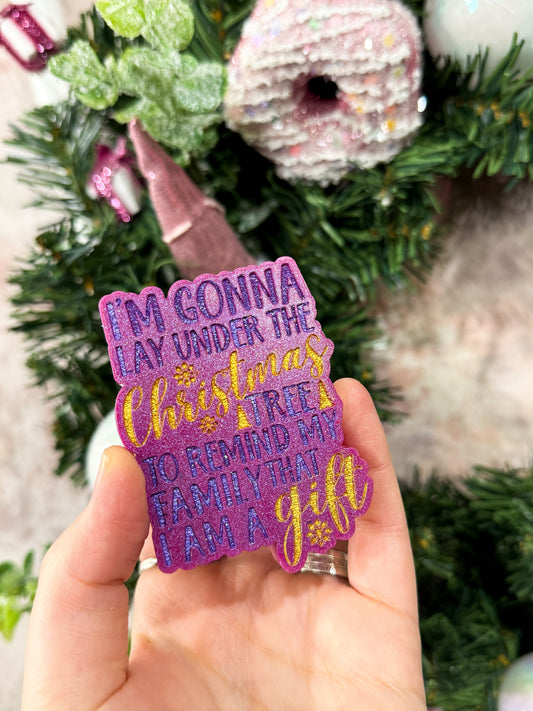 I'M GONNA
LAY UNDER THE
Christmas
TREE
TO REMIND MY
FAMILY THAT
I AM A gift